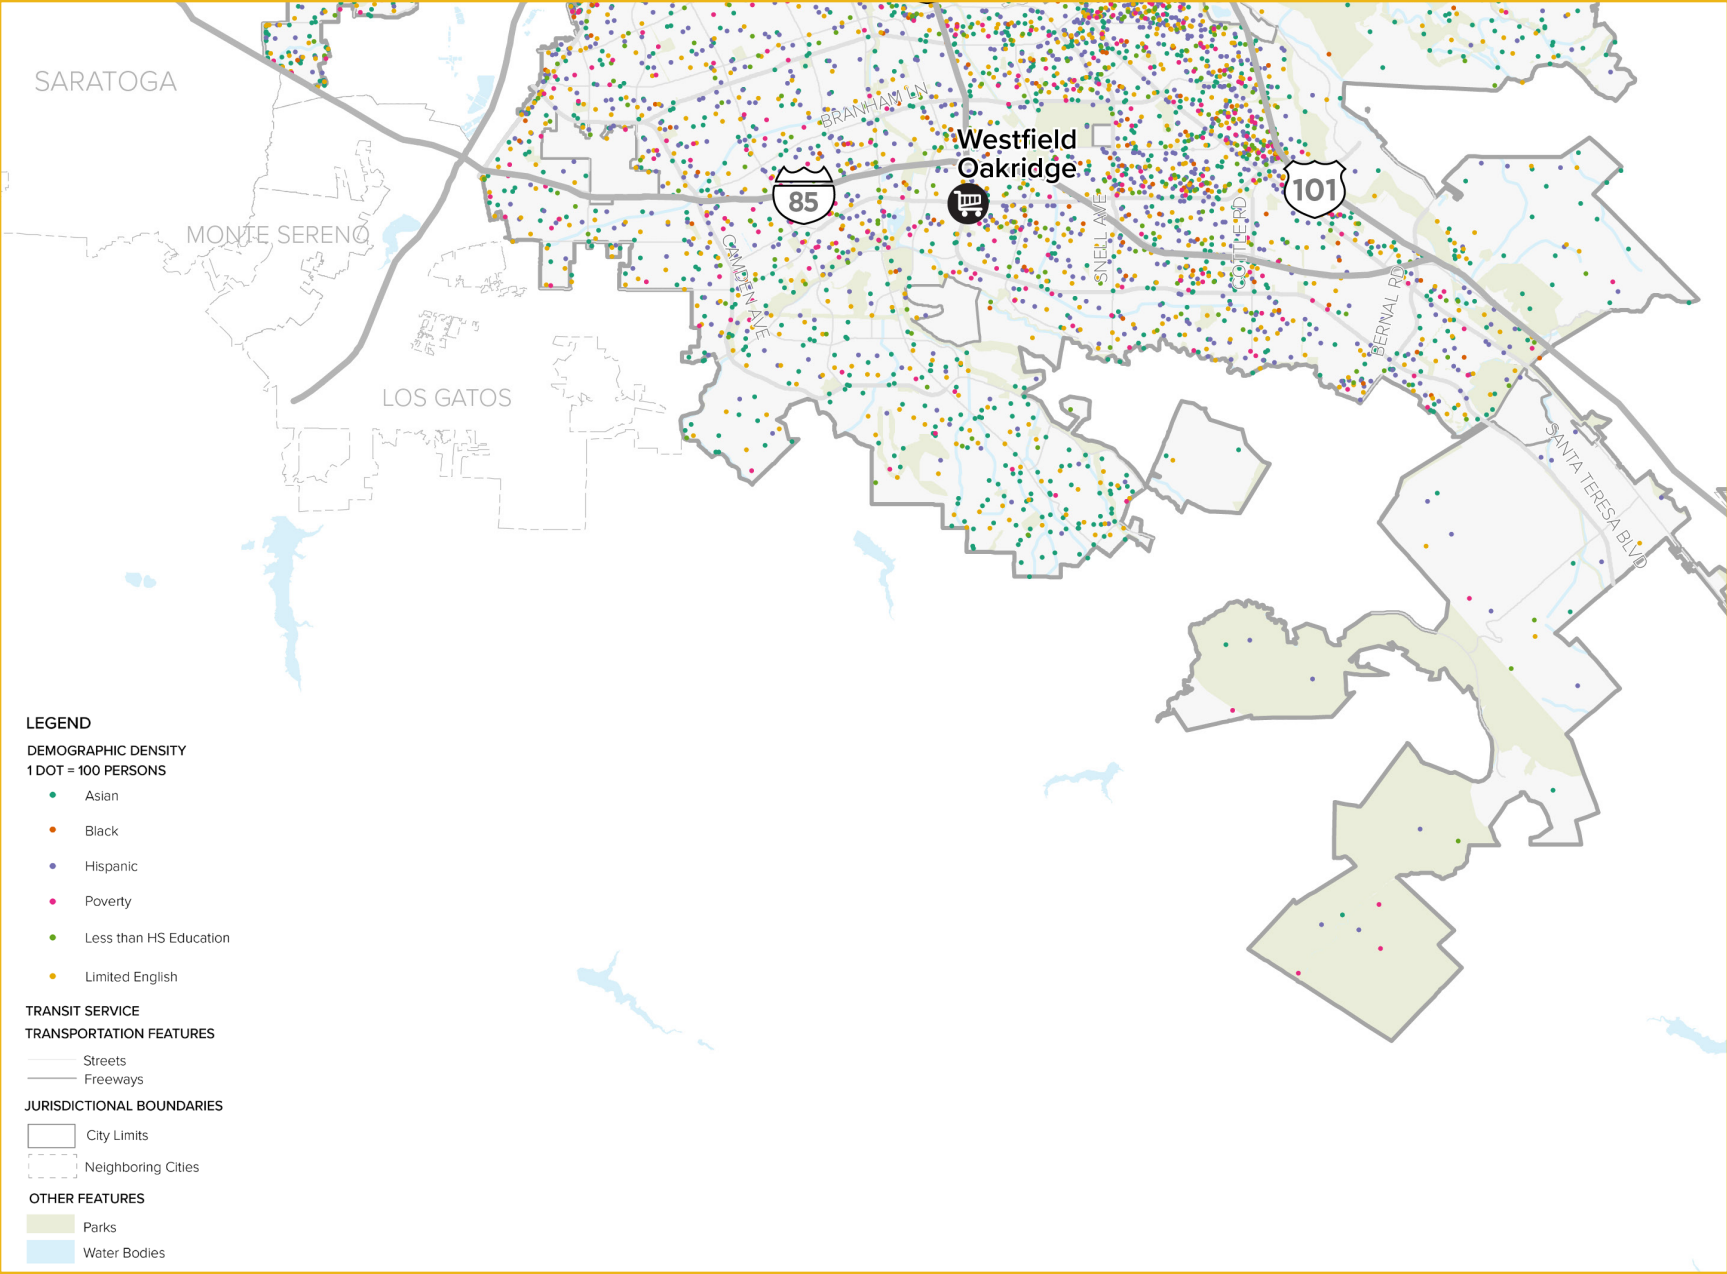 SARATOGA
BRANHAM LN
Westfield
Oakridge
85
101
MONTE SERENO
CAMDEN AVE
SNELL AVE
COTTLE RD
BERNAL RD
LOS GATOS
SANTA TERESA BLVD
LEGEND
DEMOGRAPHIC DENSITY
1 DOT = 100 PERSONS
Asian
Black
Hispanic
Poverty
Less than HS Education
Limited English
TRANSIT SERVICE
TRANSPORTATION FEATURES
Streets
Freeways
JURISDICTIONAL BOUNDARIES
City Limits
Neighboring Cities
OTHER FEATURES
Parks
Water Bodies